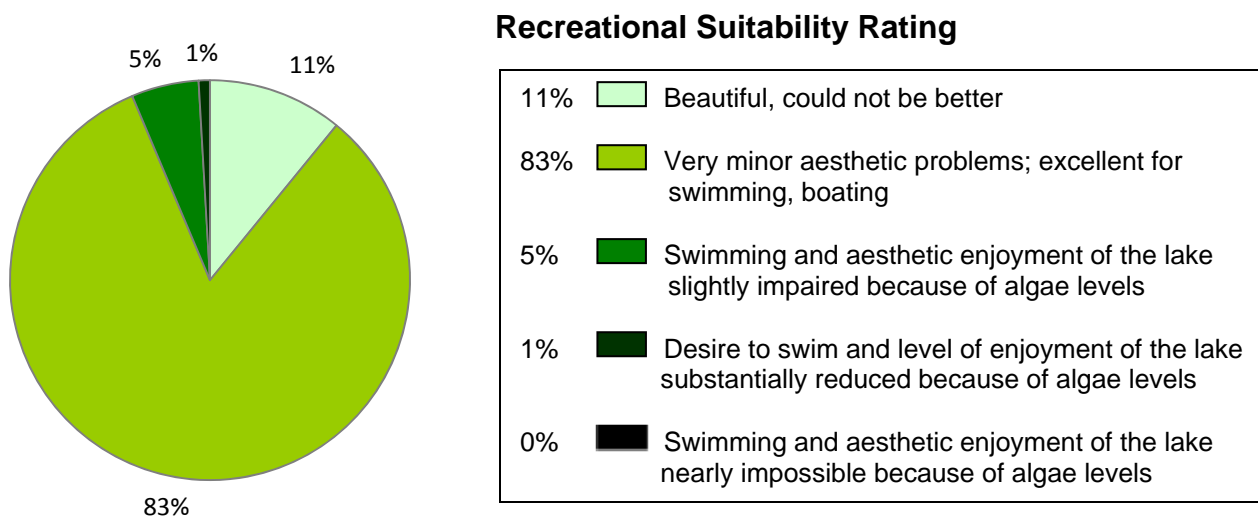 Recreational Suitability Rating
5%
1%
11%
83%
11% Beautiful, could not be better
83% Very minor aesthetic problems; excellent for
swimming, boating
5% Swimming and aesthetic enjoyment of the lake
slightly impaired because of algae levels
1% Desire to swim and level of enjoyment of the lake
substantially reduced because of algae levels
0% Swimming and aesthetic enjoyment of the lake
nearly impossible because of algae levels